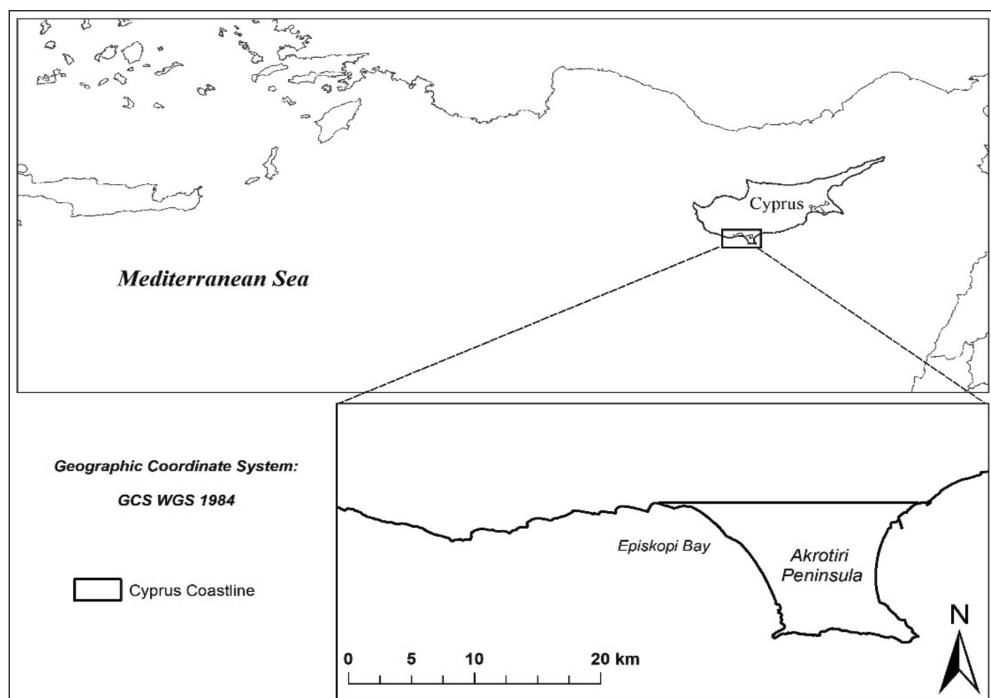 Cyprus
Mediterranean Sea
Geographic Coordinate System:
GCS WGS 1984
Cyprus Coastline
Episkopi Bay
Akrotiri
Peninsula
N
0 5 10 20 km